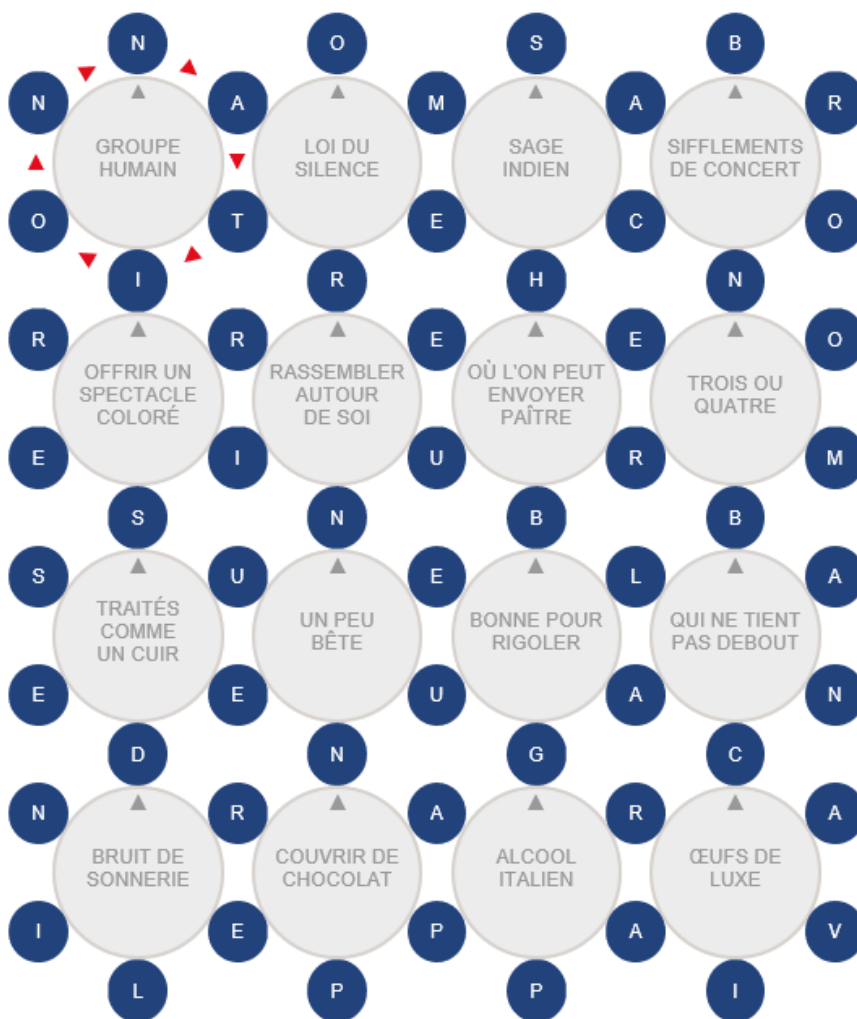 N O S B
N A M A R
GROUPE
HUMAIN
LOI DU
SILENCE
SAGE
INDIEN
SIFFLEMENTS
DE CONCERT
O T E C O
I R H N
R R E E O
OFFRIR UN
SPECTACLE
COLORÉ
RASSEMBLER
AUTOUR
DE SOI
OÙ L'ON PEUT
ENVOYER
PAÎTRE
TROIS OU
QUATRE
E I U R M
S N B B
S U E L A
TRAITÉS
COMME
UN CUIR
UN PEU
BÊTE
BONNE POUR
RIGOLER
QUI NE TIENT
PAS DEBOUT
E E U A N
D N G C
N R A R A
BRUIT DE
SONNERIE
COUVRIR DE
CHOCOLAT
ALCOOL
ITALIEN
ŒUFS DE
LUXE
I E P A V
L P P I